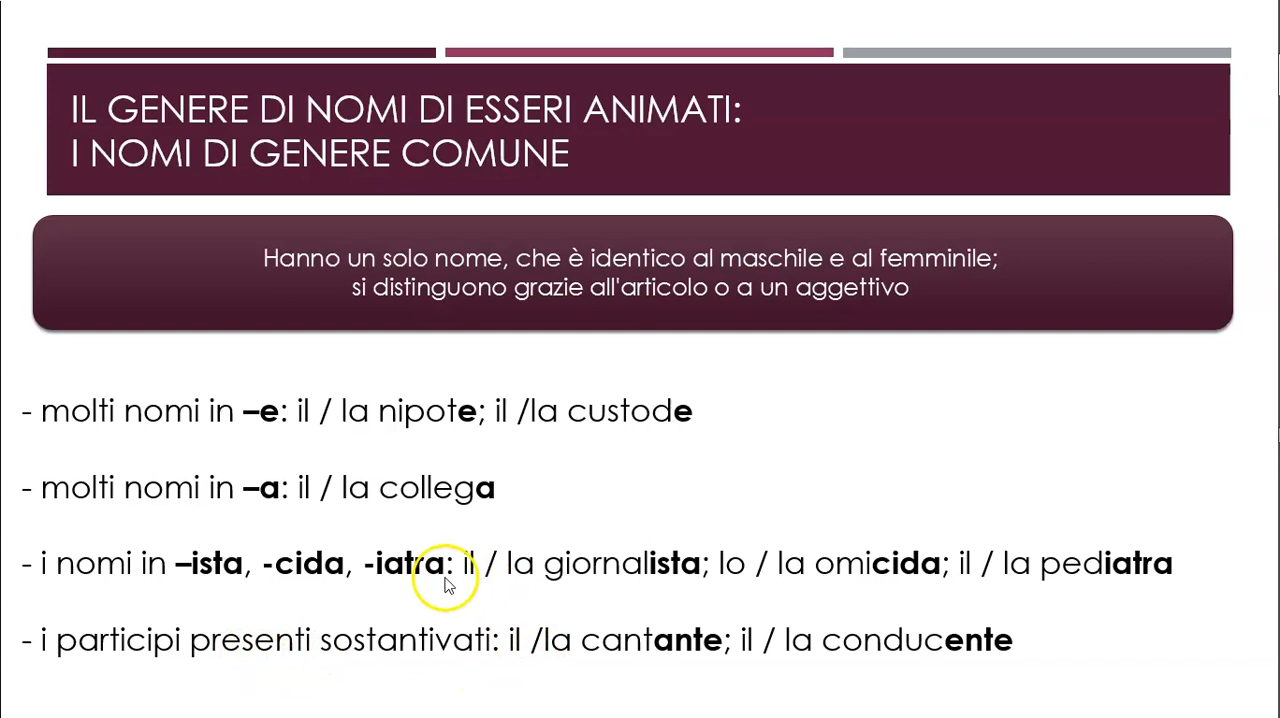 IL GENERE DI NOMI DI ESSERI ANIMATI:
I NOMI DI GENERE COMUNE
Hanno un solo nome, che è identico al maschile e al femminile;
si distinguono grazie all'articolo o a un aggettivo
- molti nomi in –e: il / la nipote; il /la custode
- molti nomi in –a: il / la collega
- i nomi in –ista, -cida, -iatra: il / la giornalista; lo / la omicida; il / la pediatra
- i participi presenti sostantivati: il /la cantante; il / la conducente